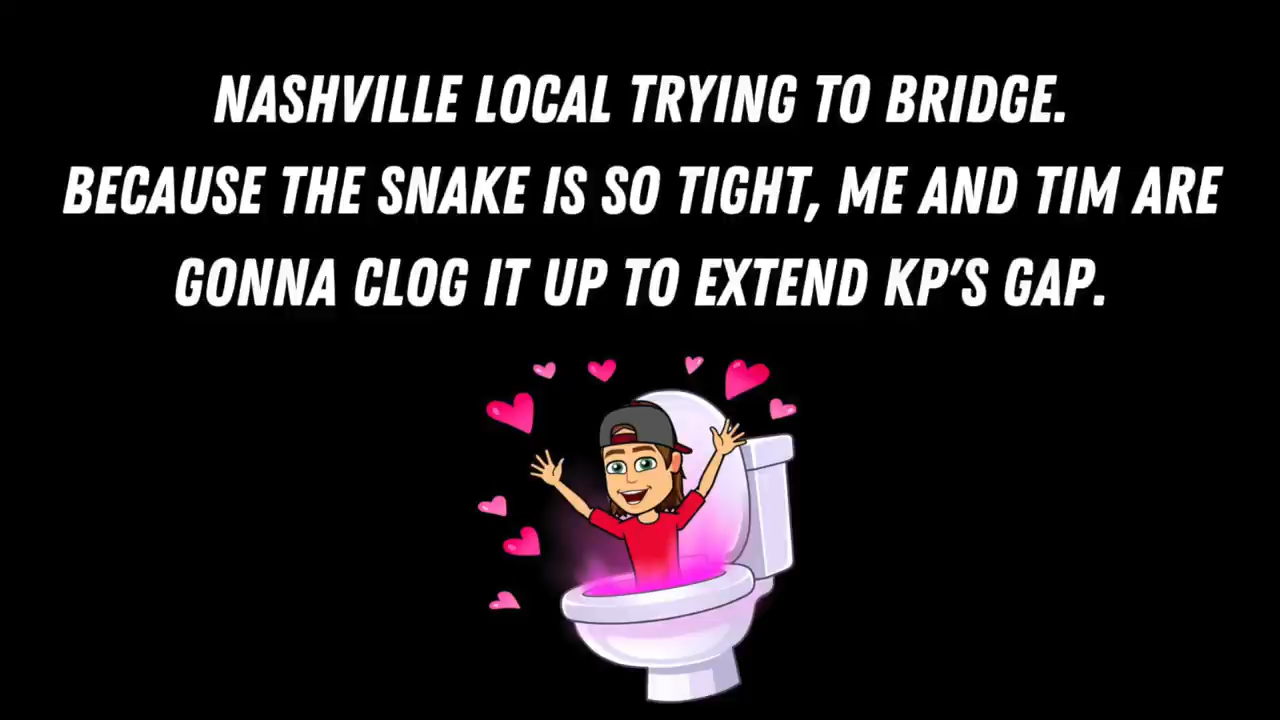 NASHVILLE LOCAL TRYING TO BRIDGE.
BECAUSE THE SNAKE IS SO TIGHT, ME AND TIM ARE
GONNA CLOG IT UP TO EXTEND KP'S GAP.